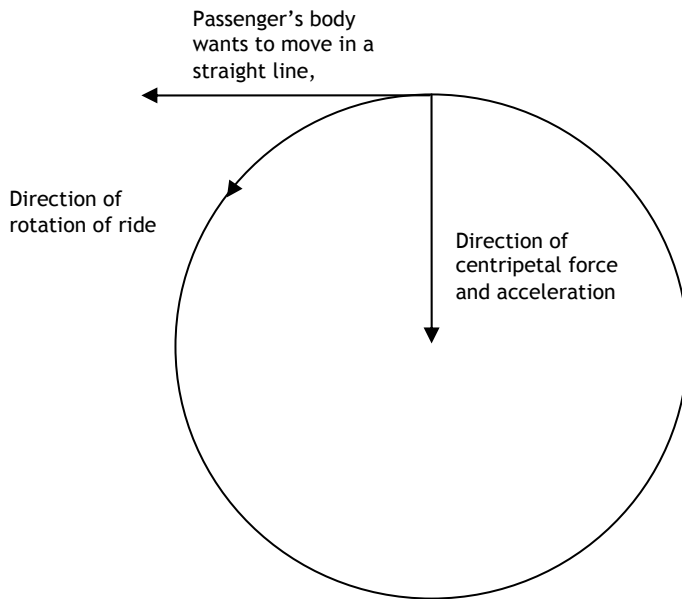 Passenger’s body
wants to move in a
straight line,
Direction of
rotation of ride
Direction of
centripetal force
and acceleration